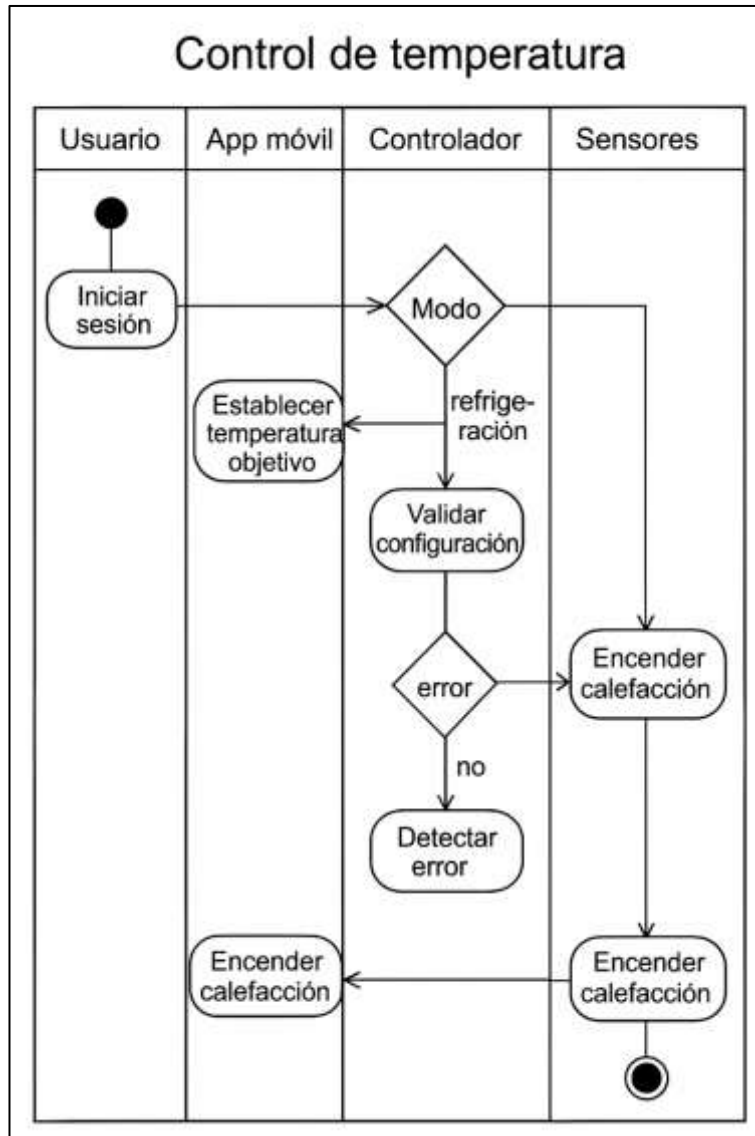 Control de temperatura
Usuario
App móvil
Controlador
Sensores
Iniciar
sesión
Modo
Establecer
temperatura
objetivo
refrige-
ración
Validar
configuración
error
Encender
calefacción
no
Detectar
error
Encender
calefacción
Encender
calefacción